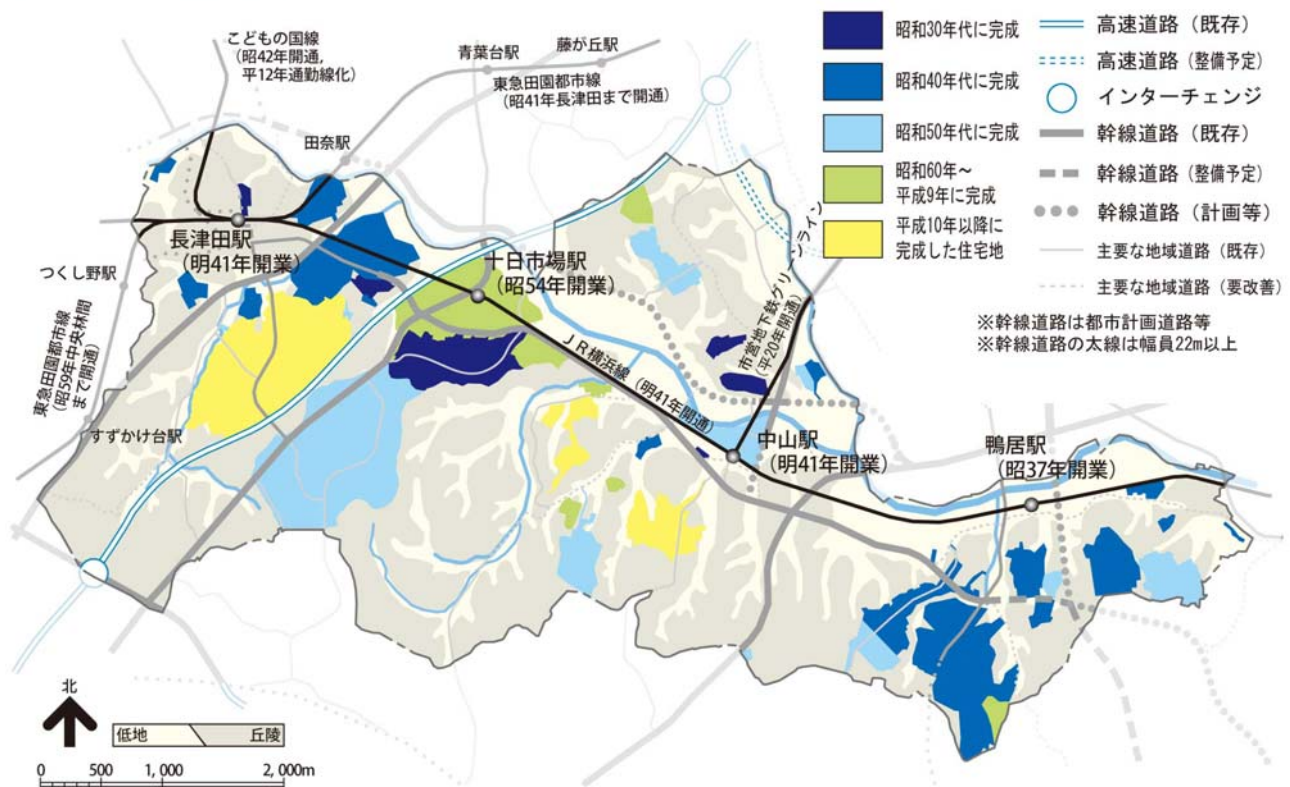 こどもの国線
(昭42年開通,
平12年通勤線化)
青葉台駅
藤が丘駅
東急田園都市線
(昭41年長津田まで開通)
田奈駅
長津田駅
(明41年開業)
つくし野駅
東急田園都市線
(昭59年中央林間
まで開通)
すずかけ台駅
十日市場駅
(昭54年開業)
JR横浜線 (明41年開通)
市営地下鉄グリーンライン
(平20年開通)
中山駅
(明41年開業)
鴨居駅
(昭37年開業)
昭和30年代に完成
昭和40年代に完成
昭和50年代に完成
昭和60年~
平成9年に完成
平成10年以降に
完成した住宅地
高速道路(既存)
高速道路(整備予定)
インターチェンジ
幹線道路(既存)
幹線道路(整備予定)
幹線道路(計画等)
主要な地域道路(既存)
主要な地域道路(要改善)
※幹線道路は都市計画道路等
※幹線道路の太線は幅員22m以上
北
低地 丘陵
0 500 1,000 2,000m